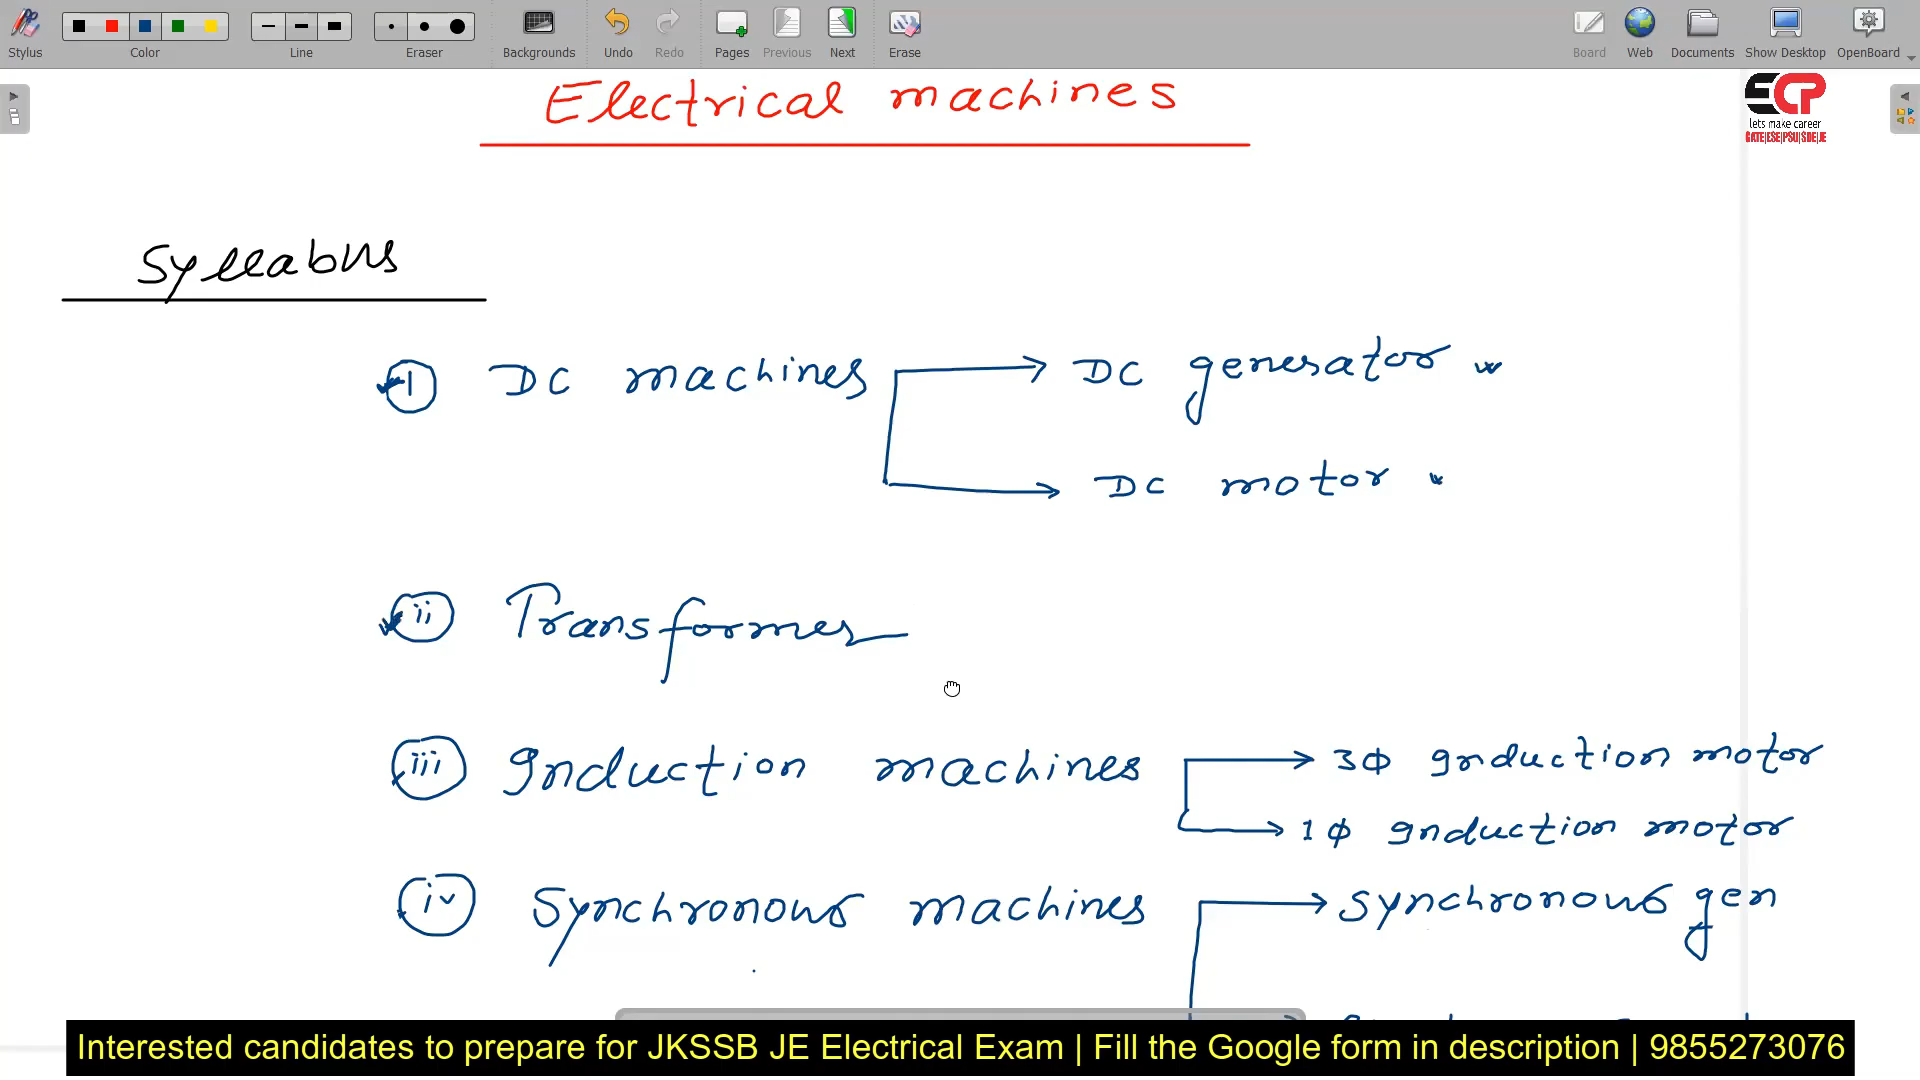 Stylus Color Line Eraser Backgrounds Undo Redo Pages Previous Next Erase Board Web Documents Show Desktop OpenBoard
Electrical machines
ECP
lets make career
GATE|ESE|PSU|SDE|JE
Syllabus
i DC machines → DC generator
→ DC motor
ii Transformer
iii Induction machines → 3Φ Induction motor
→ 1Φ Induction motor
iv Synchronous machines → Synchronous gen
Interested candidates to prepare for JKSSB JE Electrical Exam | Fill the Google form in description | 9855273076